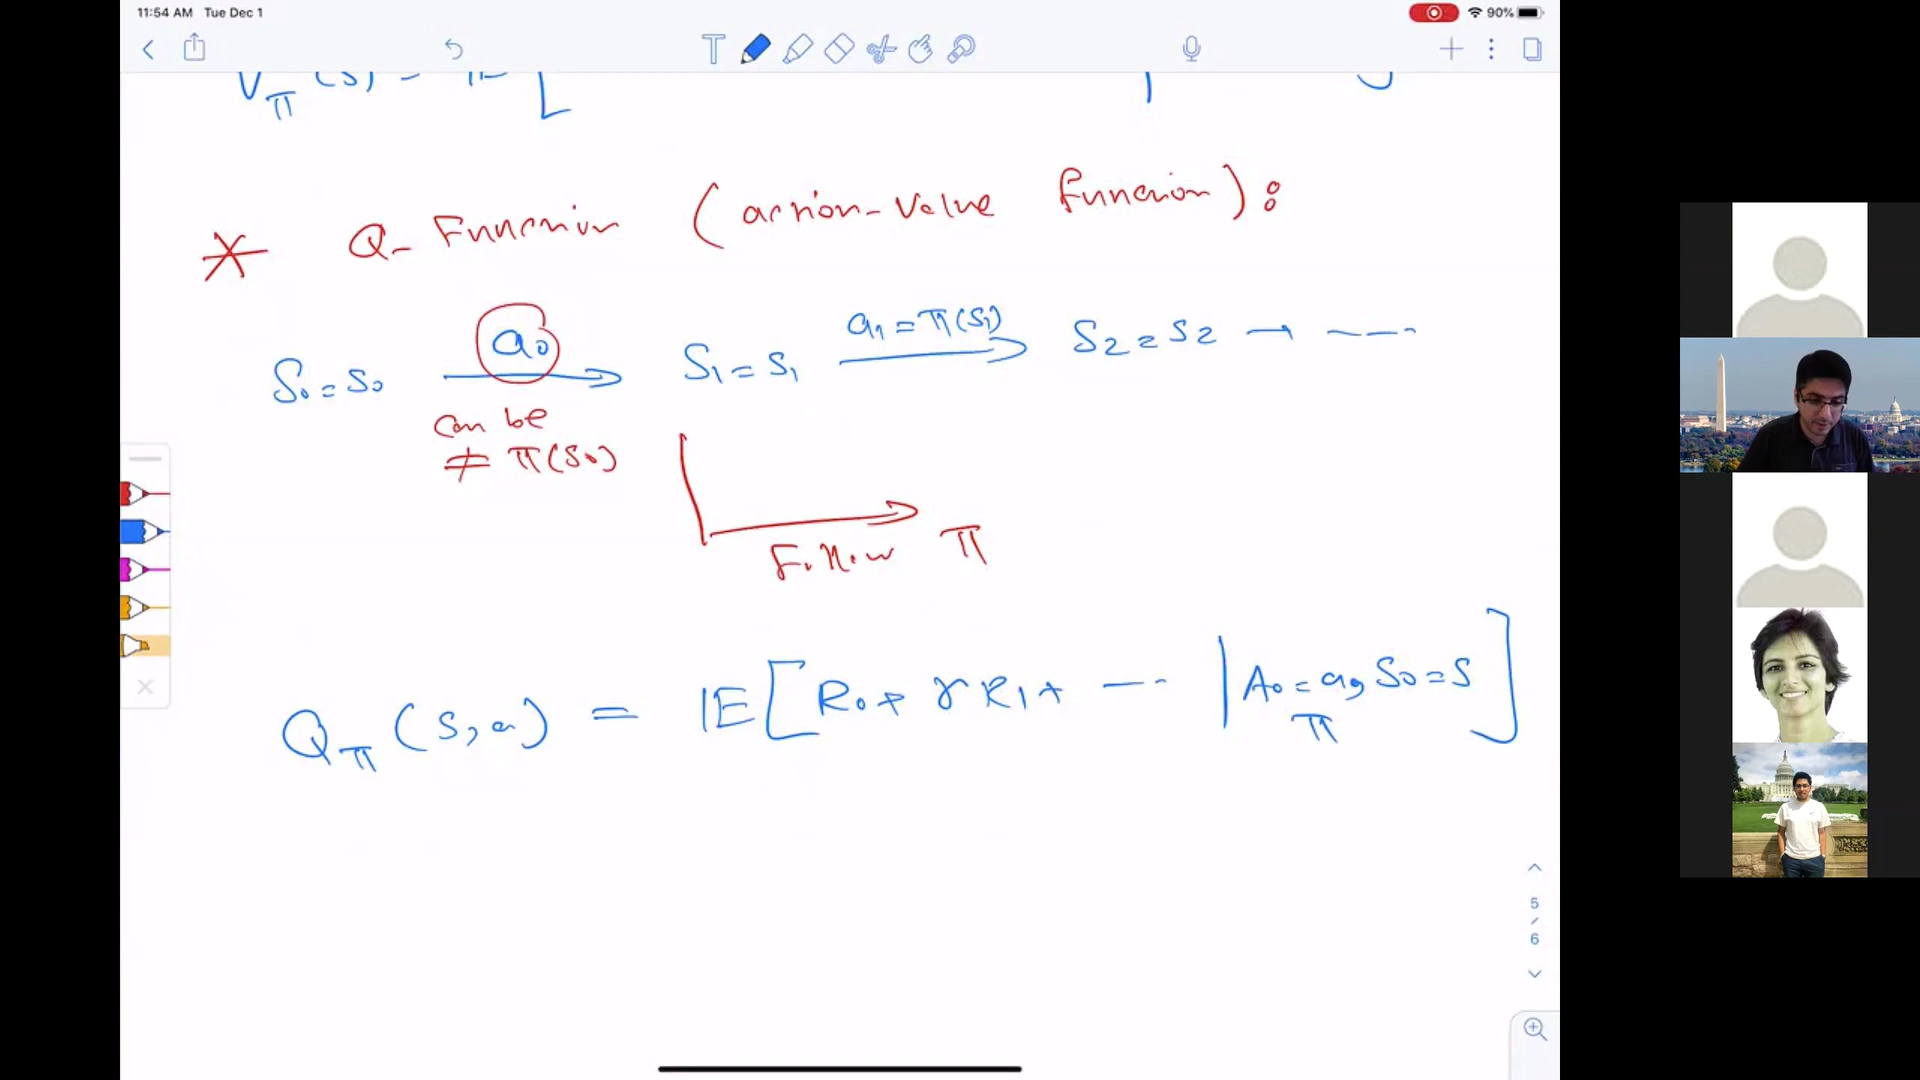 11:54 AM Tue Dec 1 90%
V_π(s) = E[
* Q-Function (action-value function):
S₀=s₀ a₀ S₁=s₁ a₁=π(s₁) S₂=s₂ → ----
can be
≠ π(s₀)
Follow π
Q_π(s,a) = E[R₀+γR₁+ --- | A₀=a, S₀=s]
π
5
/
6